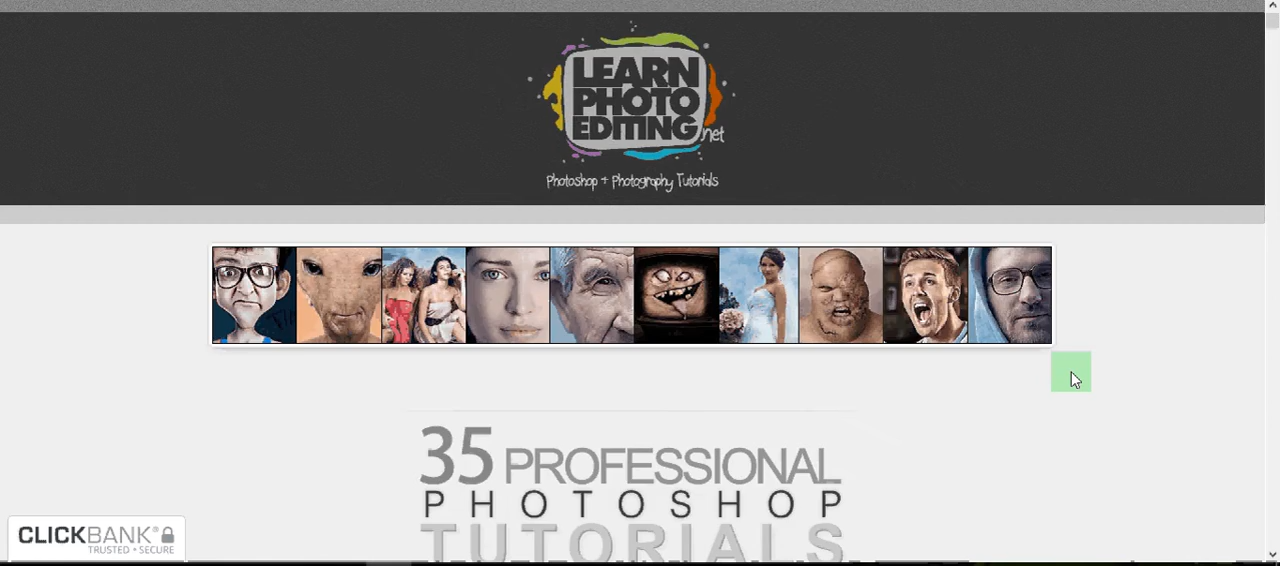 LEARN
PHOTO
EDITING
.net
Photoshop + Photography Tutorials
35 PROFESSIONAL
PHOTOSHOP
TUTORIALS
CLICKBANK®
TRUSTED • SECURE